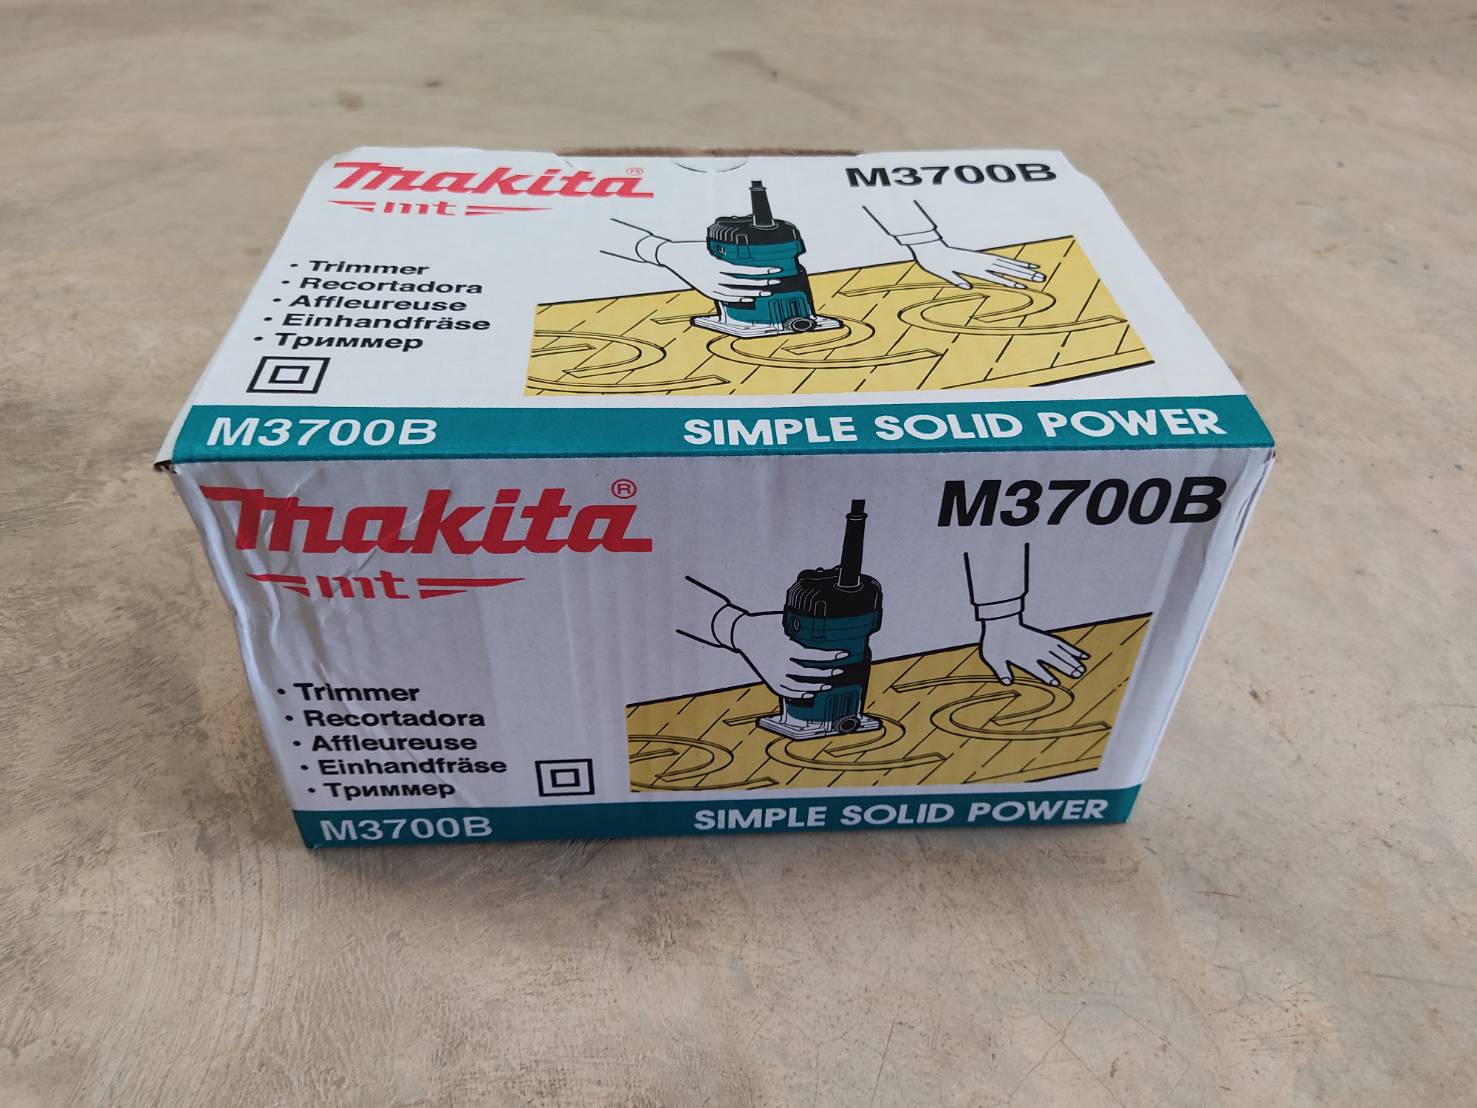 Makita®
mt
M3700B
• Trimmer
• Recortadora
• Affleureuse
• Einhandfräse
• Триммер
M3700B
SIMPLE SOLID POWER
Makita®
mt
M3700B
• Trimmer
• Recortadora
• Affleureuse
• Einhandfräse
• Триммер
M3700B
SIMPLE SOLID POWER